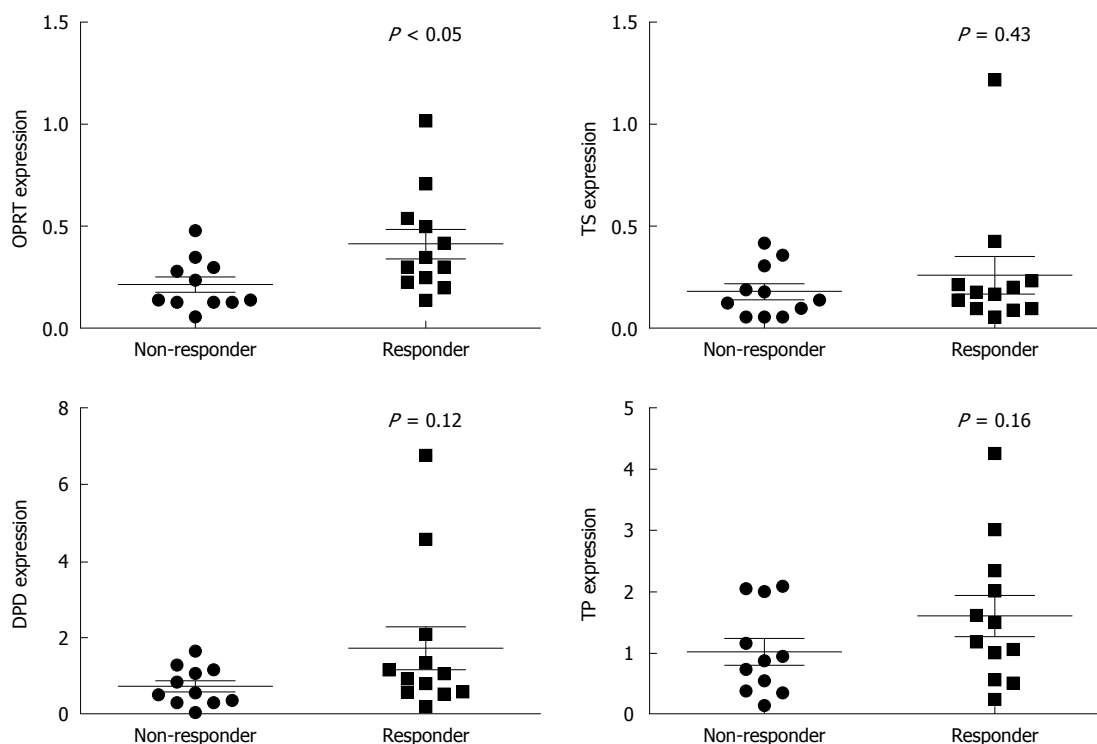 P < 0.05
OPRT expression
1.5
1.0
0.5
0.0
Non-responder
Responder
P = 0.43
TS expression
1.5
1.0
0.5
0.0
Non-responder
Responder
P = 0.12
DPD expression
8
6
4
2
0
Non-responder
Responder
P = 0.16
TP expression
5
4
3
2
1
0
Non-responder
Responder